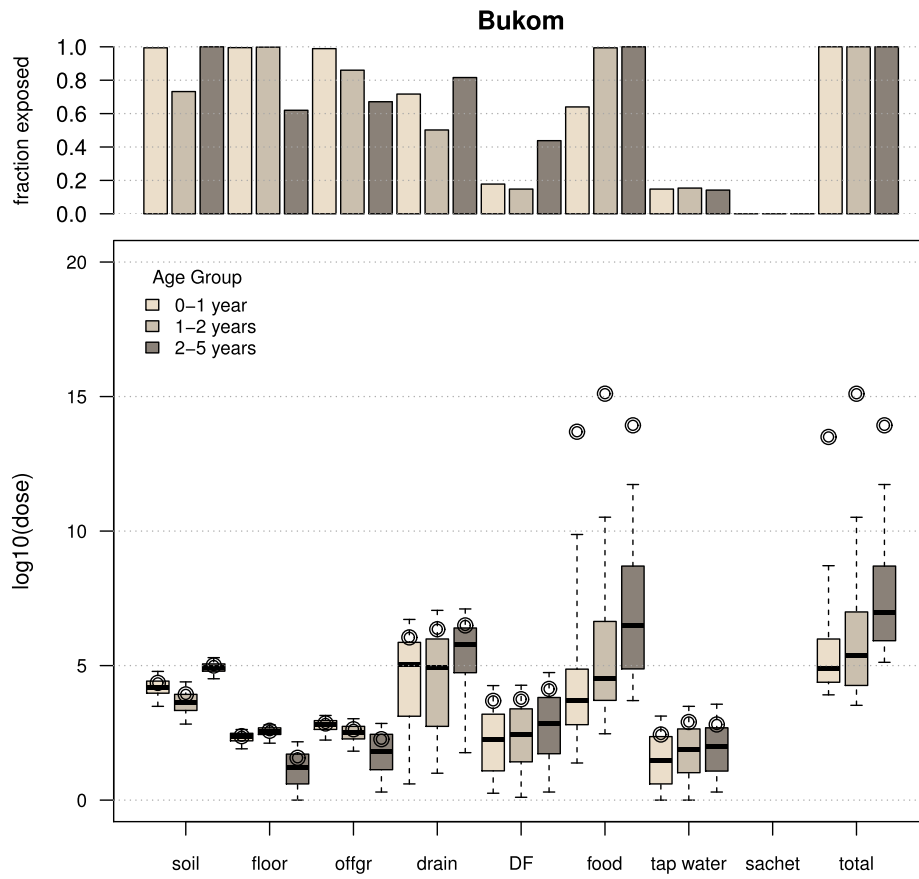 Bukom
fraction exposed
1.0
0.8
0.6
0.4
0.2
0.0
log10(dose)
20
15
10
5
0
Age Group
0−1 year
1−2 years
2−5 years
soil floor offgr drain DF food tap water sachet total